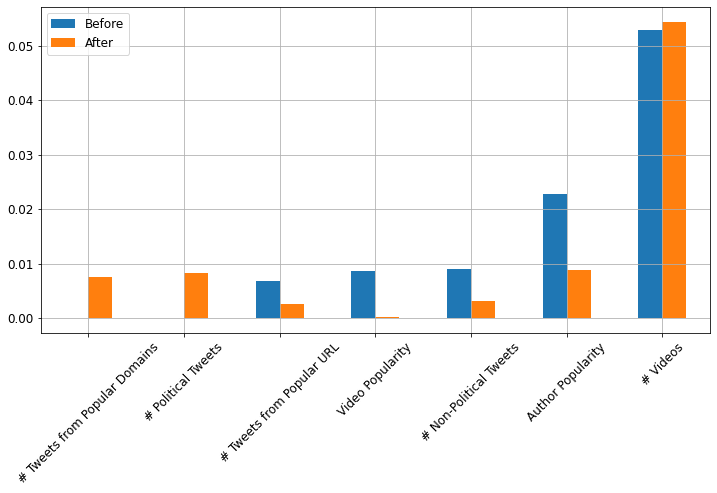 Before
After
0.05
0.04
0.03
0.02
0.01
0.00
# Tweets from Popular Domains
# Political Tweets
# Tweets from Popular URL
Video Popularity
# Non-Political Tweets
Author Popularity
# Videos